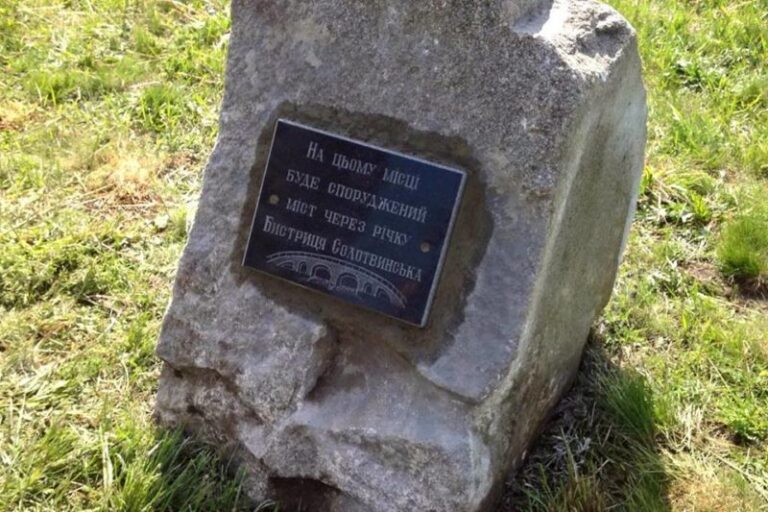 На цьому місці
буде споруджений
міст через річку
Бистриця Солотвинська